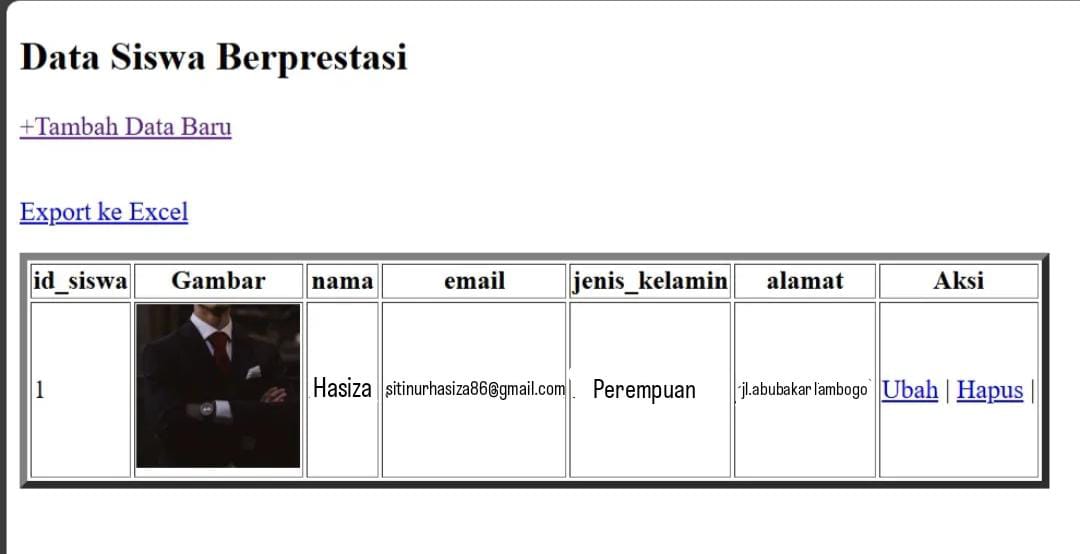 Data Siswa Berprestasi
+Tambah Data Baru
Export ke Excel
id_siswa Gambar nama email jenis_kelamin alamat Aksi
1 Hasiza sitinurhasiza86@gmail.com Perempuan jl.abubakar lambogo Ubah | Hapus |